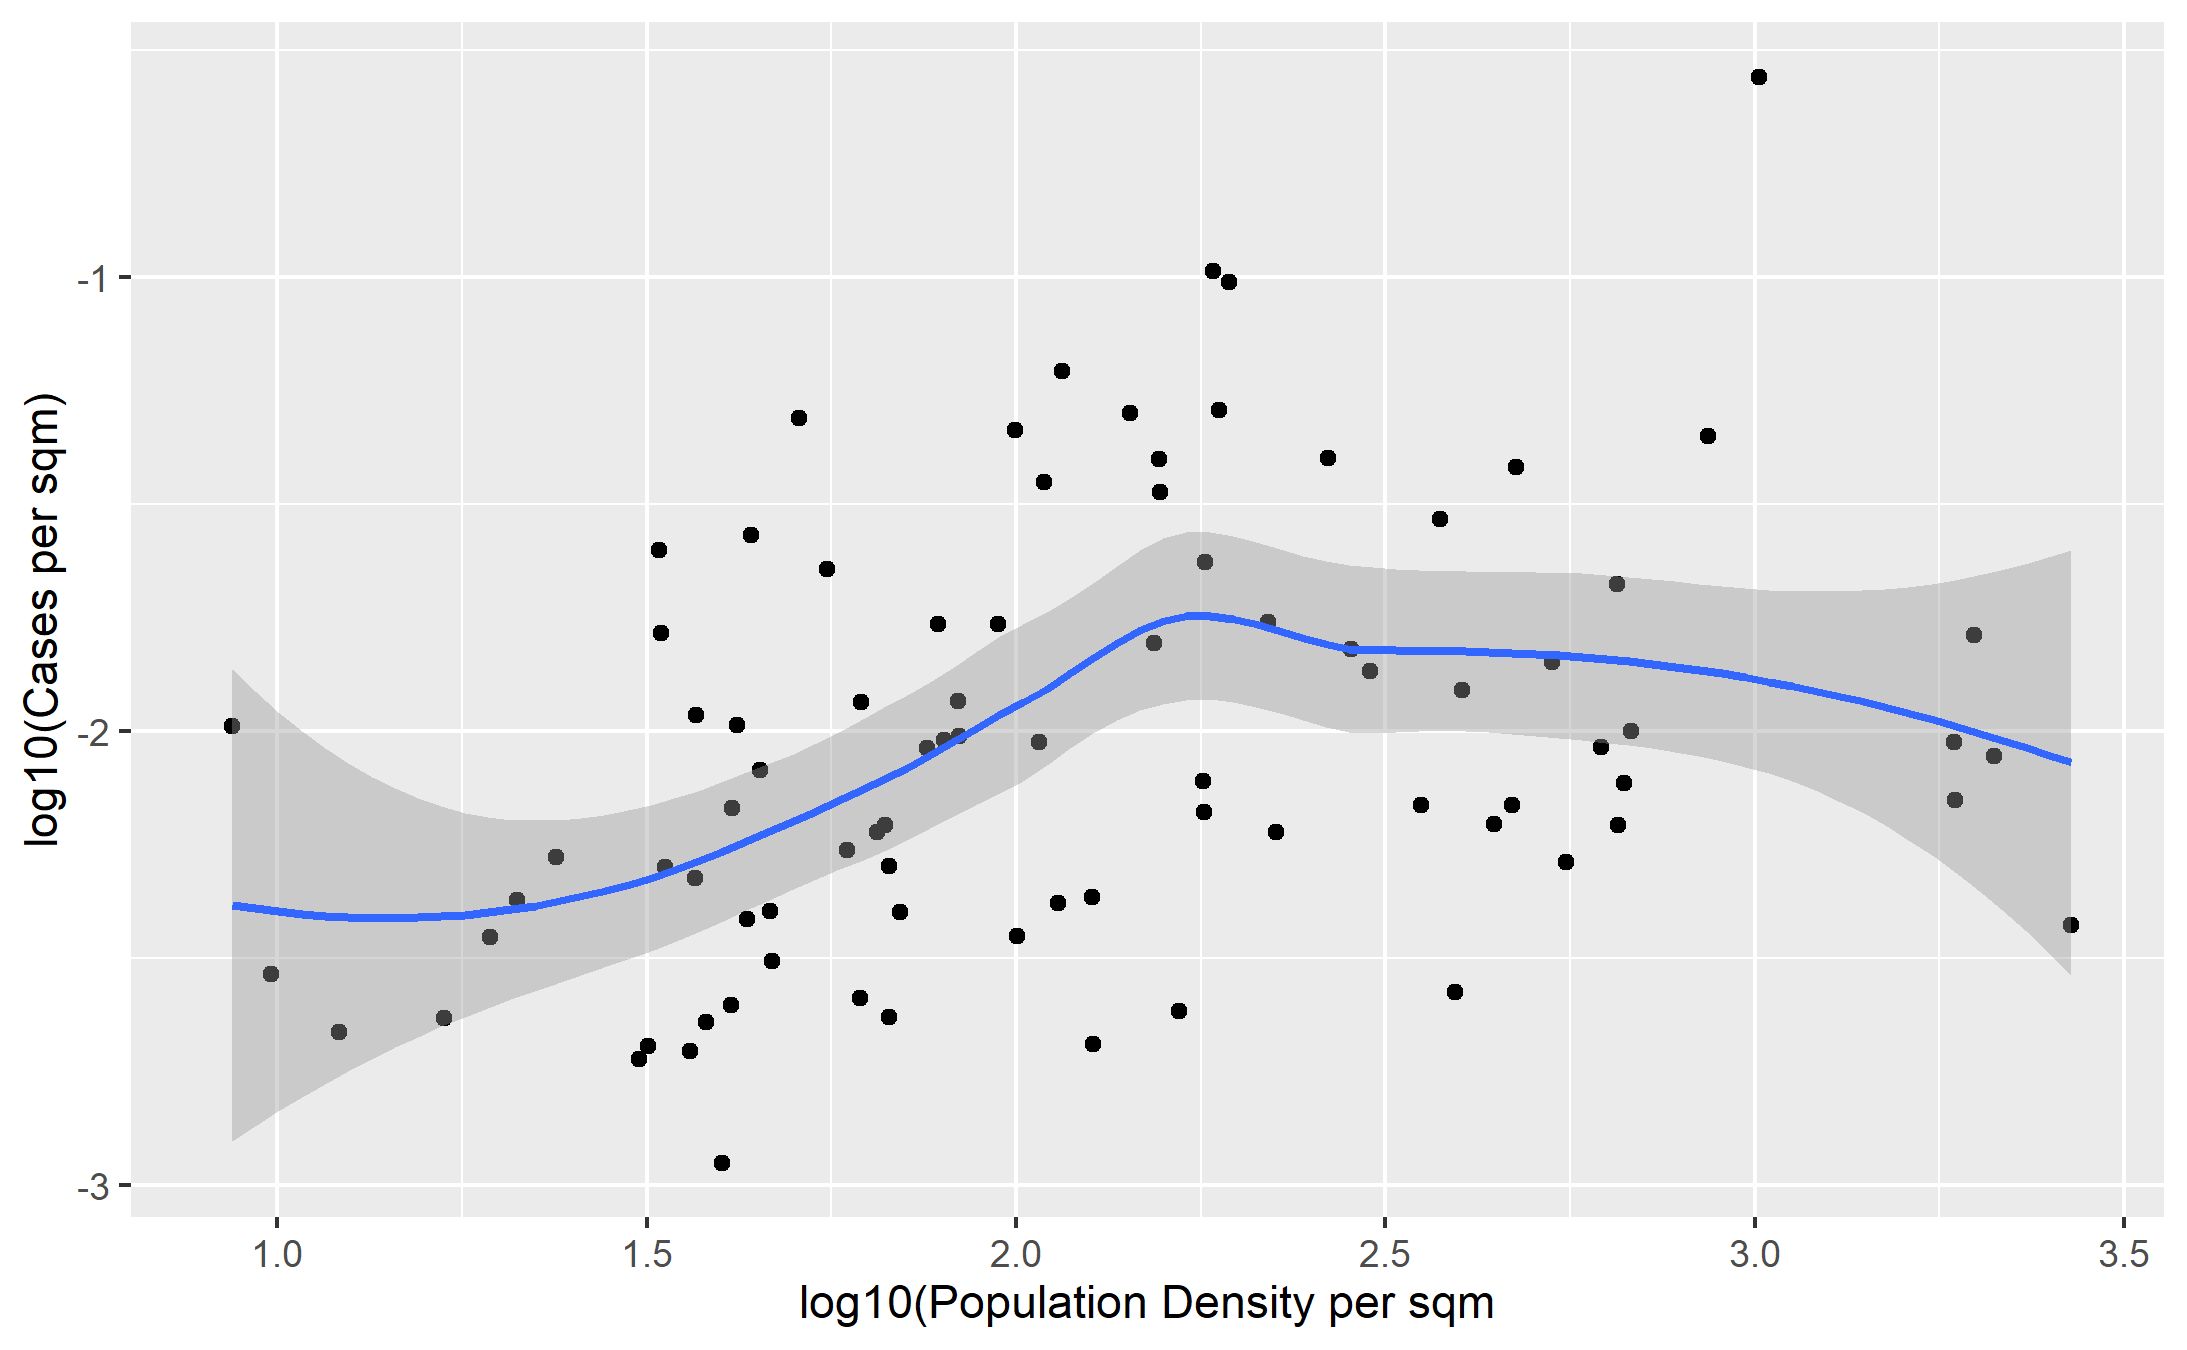 log10(Cases per sqm)
-1
-2
-3
1.0 1.5 2.0 2.5 3.0 3.5
log10(Population Density per sqm